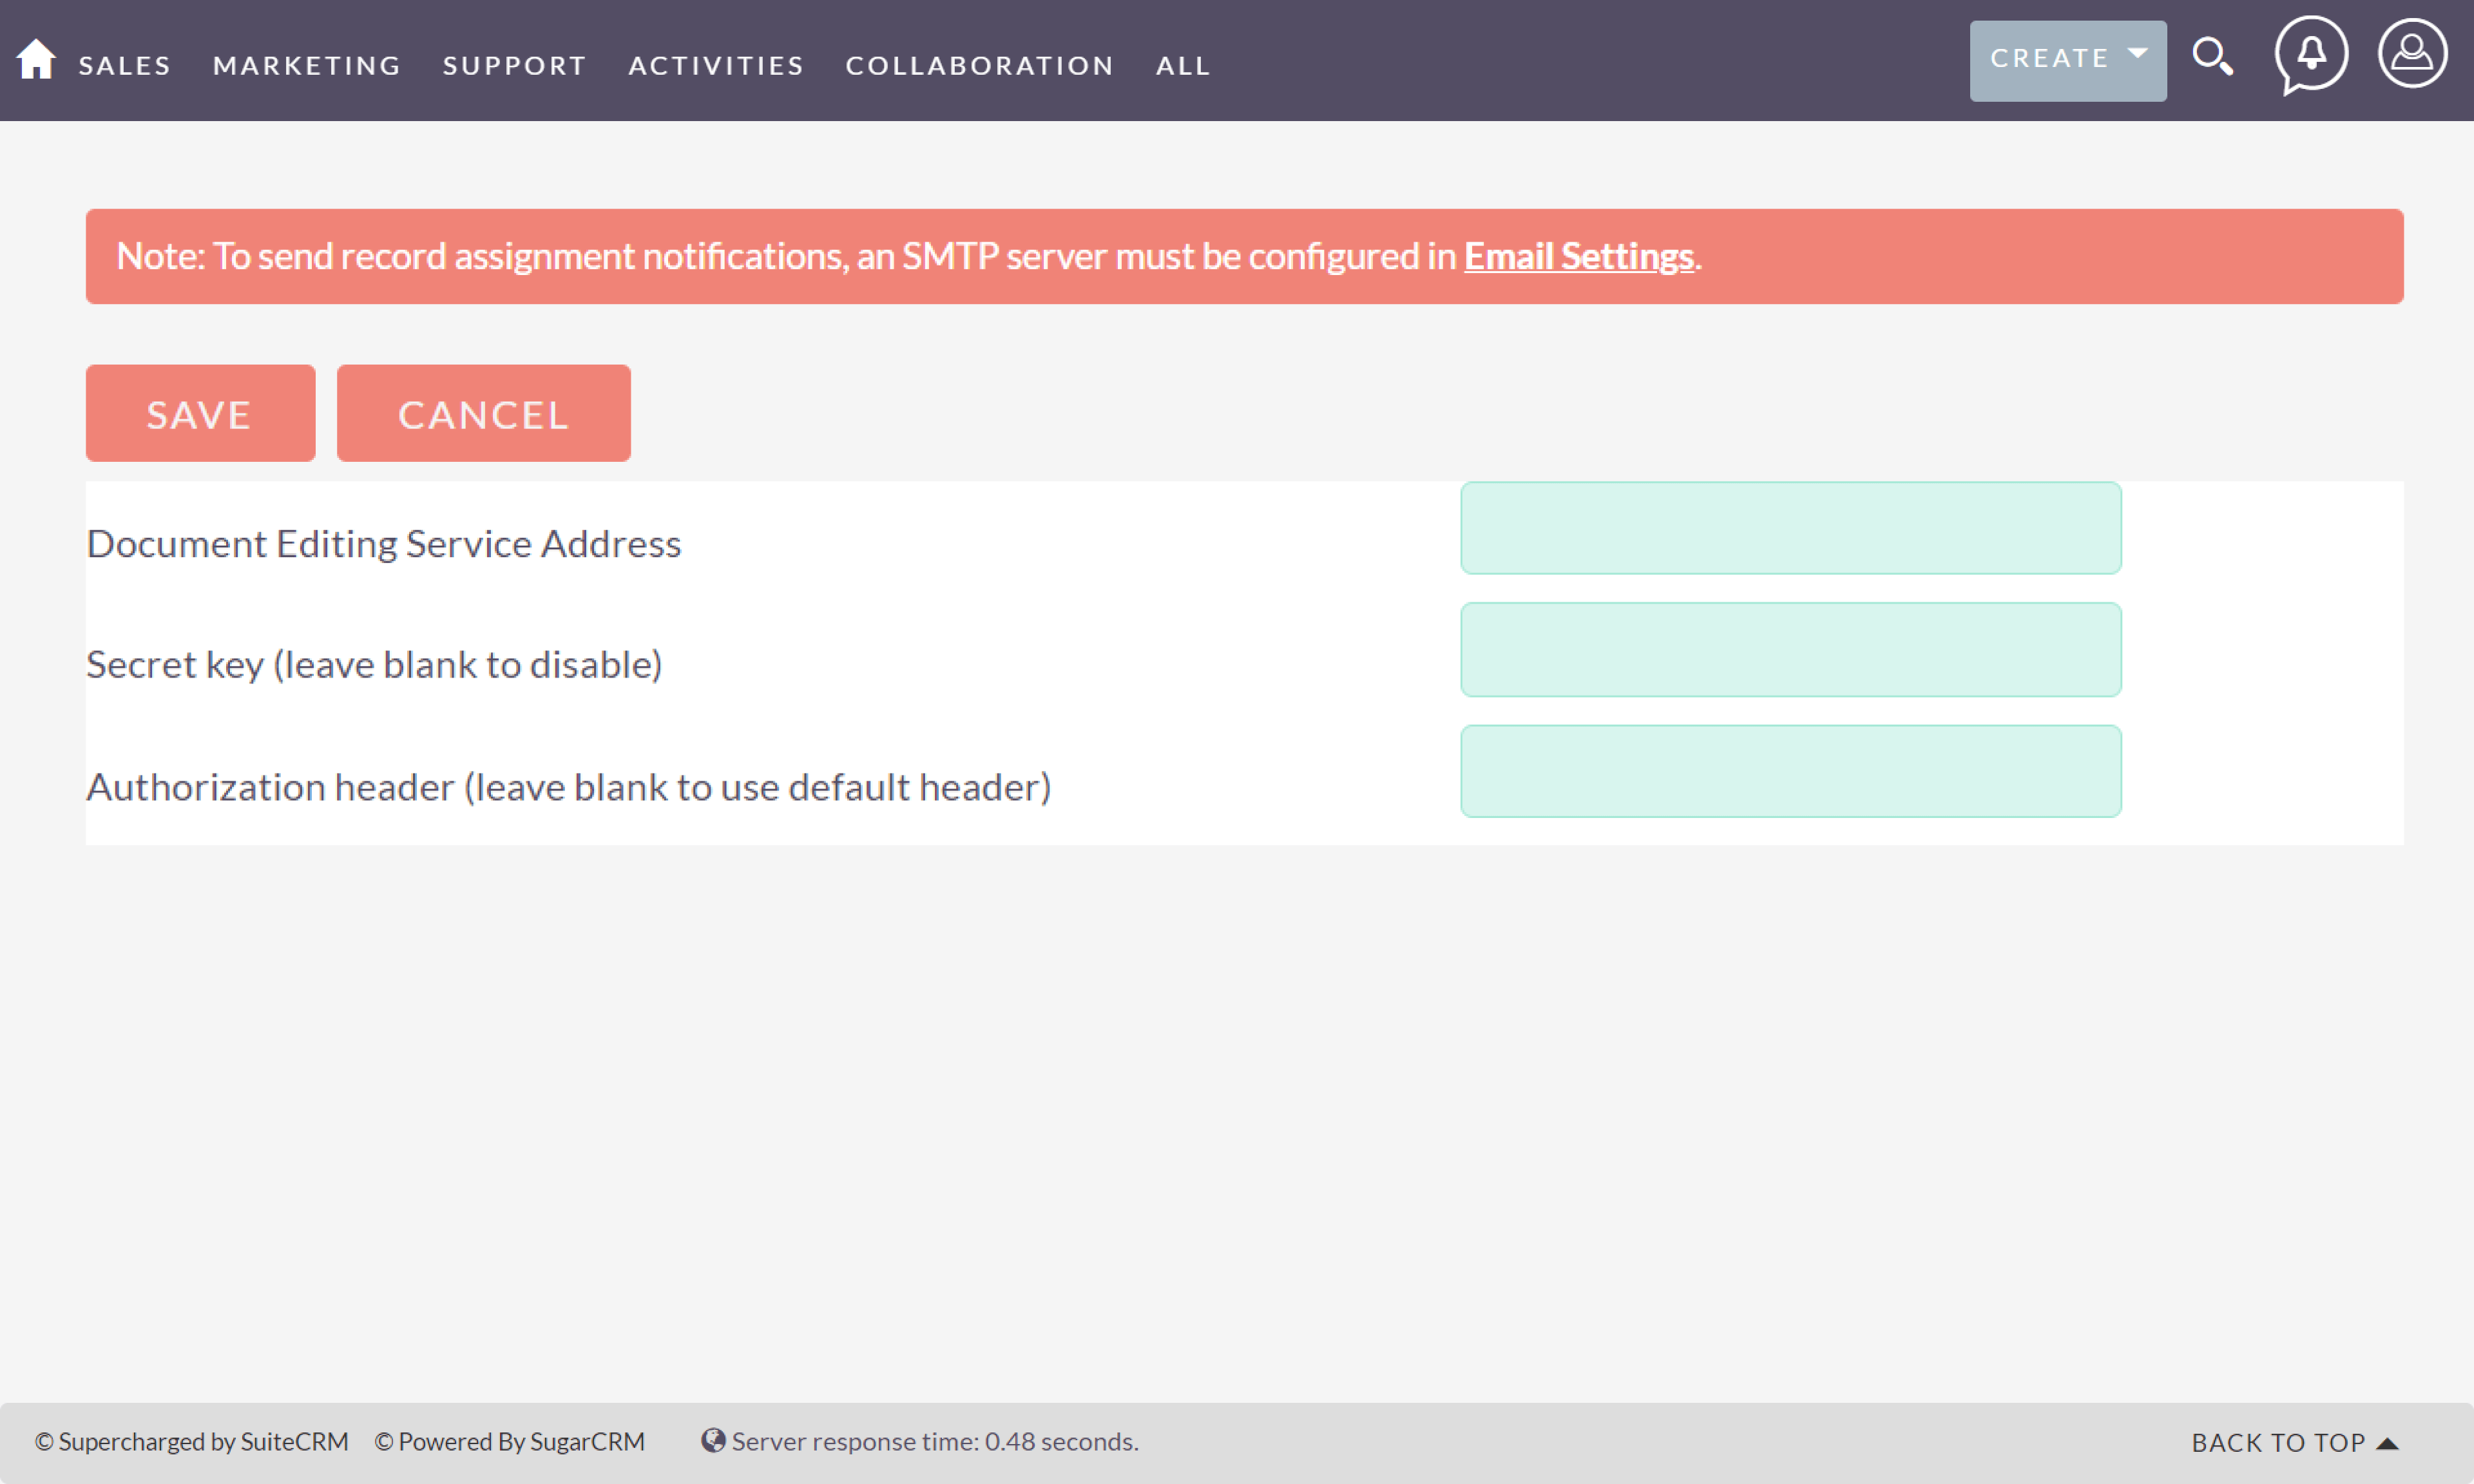 SALES MARKETING SUPPORT ACTIVITIES COLLABORATION ALL CREATE
Note: To send record assignment notifications, an SMTP server must be configured in Email Settings.
SAVE CANCEL
Document Editing Service Address
Secret key (leave blank to disable)
Authorization header (leave blank to use default header)
© Supercharged by SuiteCRM © Powered By SugarCRM Server response time: 0.48 seconds. BACK TO TOP